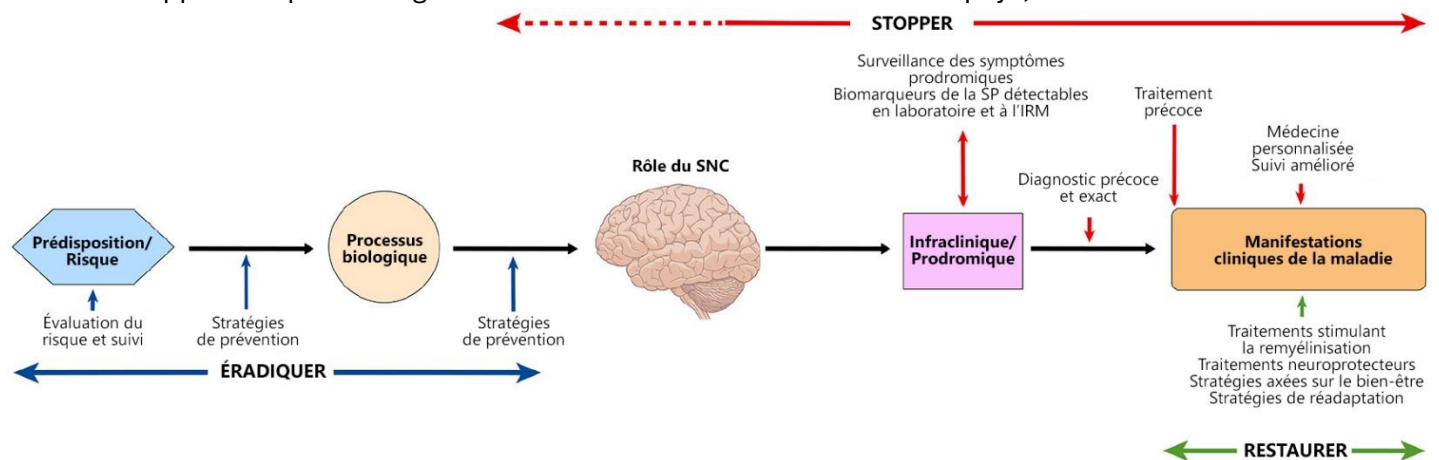 STOPPER
Surveillance des symptômes
prodromiques
Biomarqueurs de la SP détectables
en laboratoire et à l'IRM
Traitement
précoce
Médecine
personnalisée
Suivi amélioré
Rôle du SNC
Diagnostic précoce
et exact
Prédisposition/
Risque
Processus
biologique
Infraclinique/
Prodromique
Manifestations
cliniques de la maladie
Évaluation du
risque et suivi
Stratégies
de prévention
Stratégies
de prévention
Traitements stimulant
la remyélinisation
Traitements neuroprotecteurs
Stratégies axées sur le bien-être
Stratégies de réadaptation
ÉRADIQUER
RESTAURER